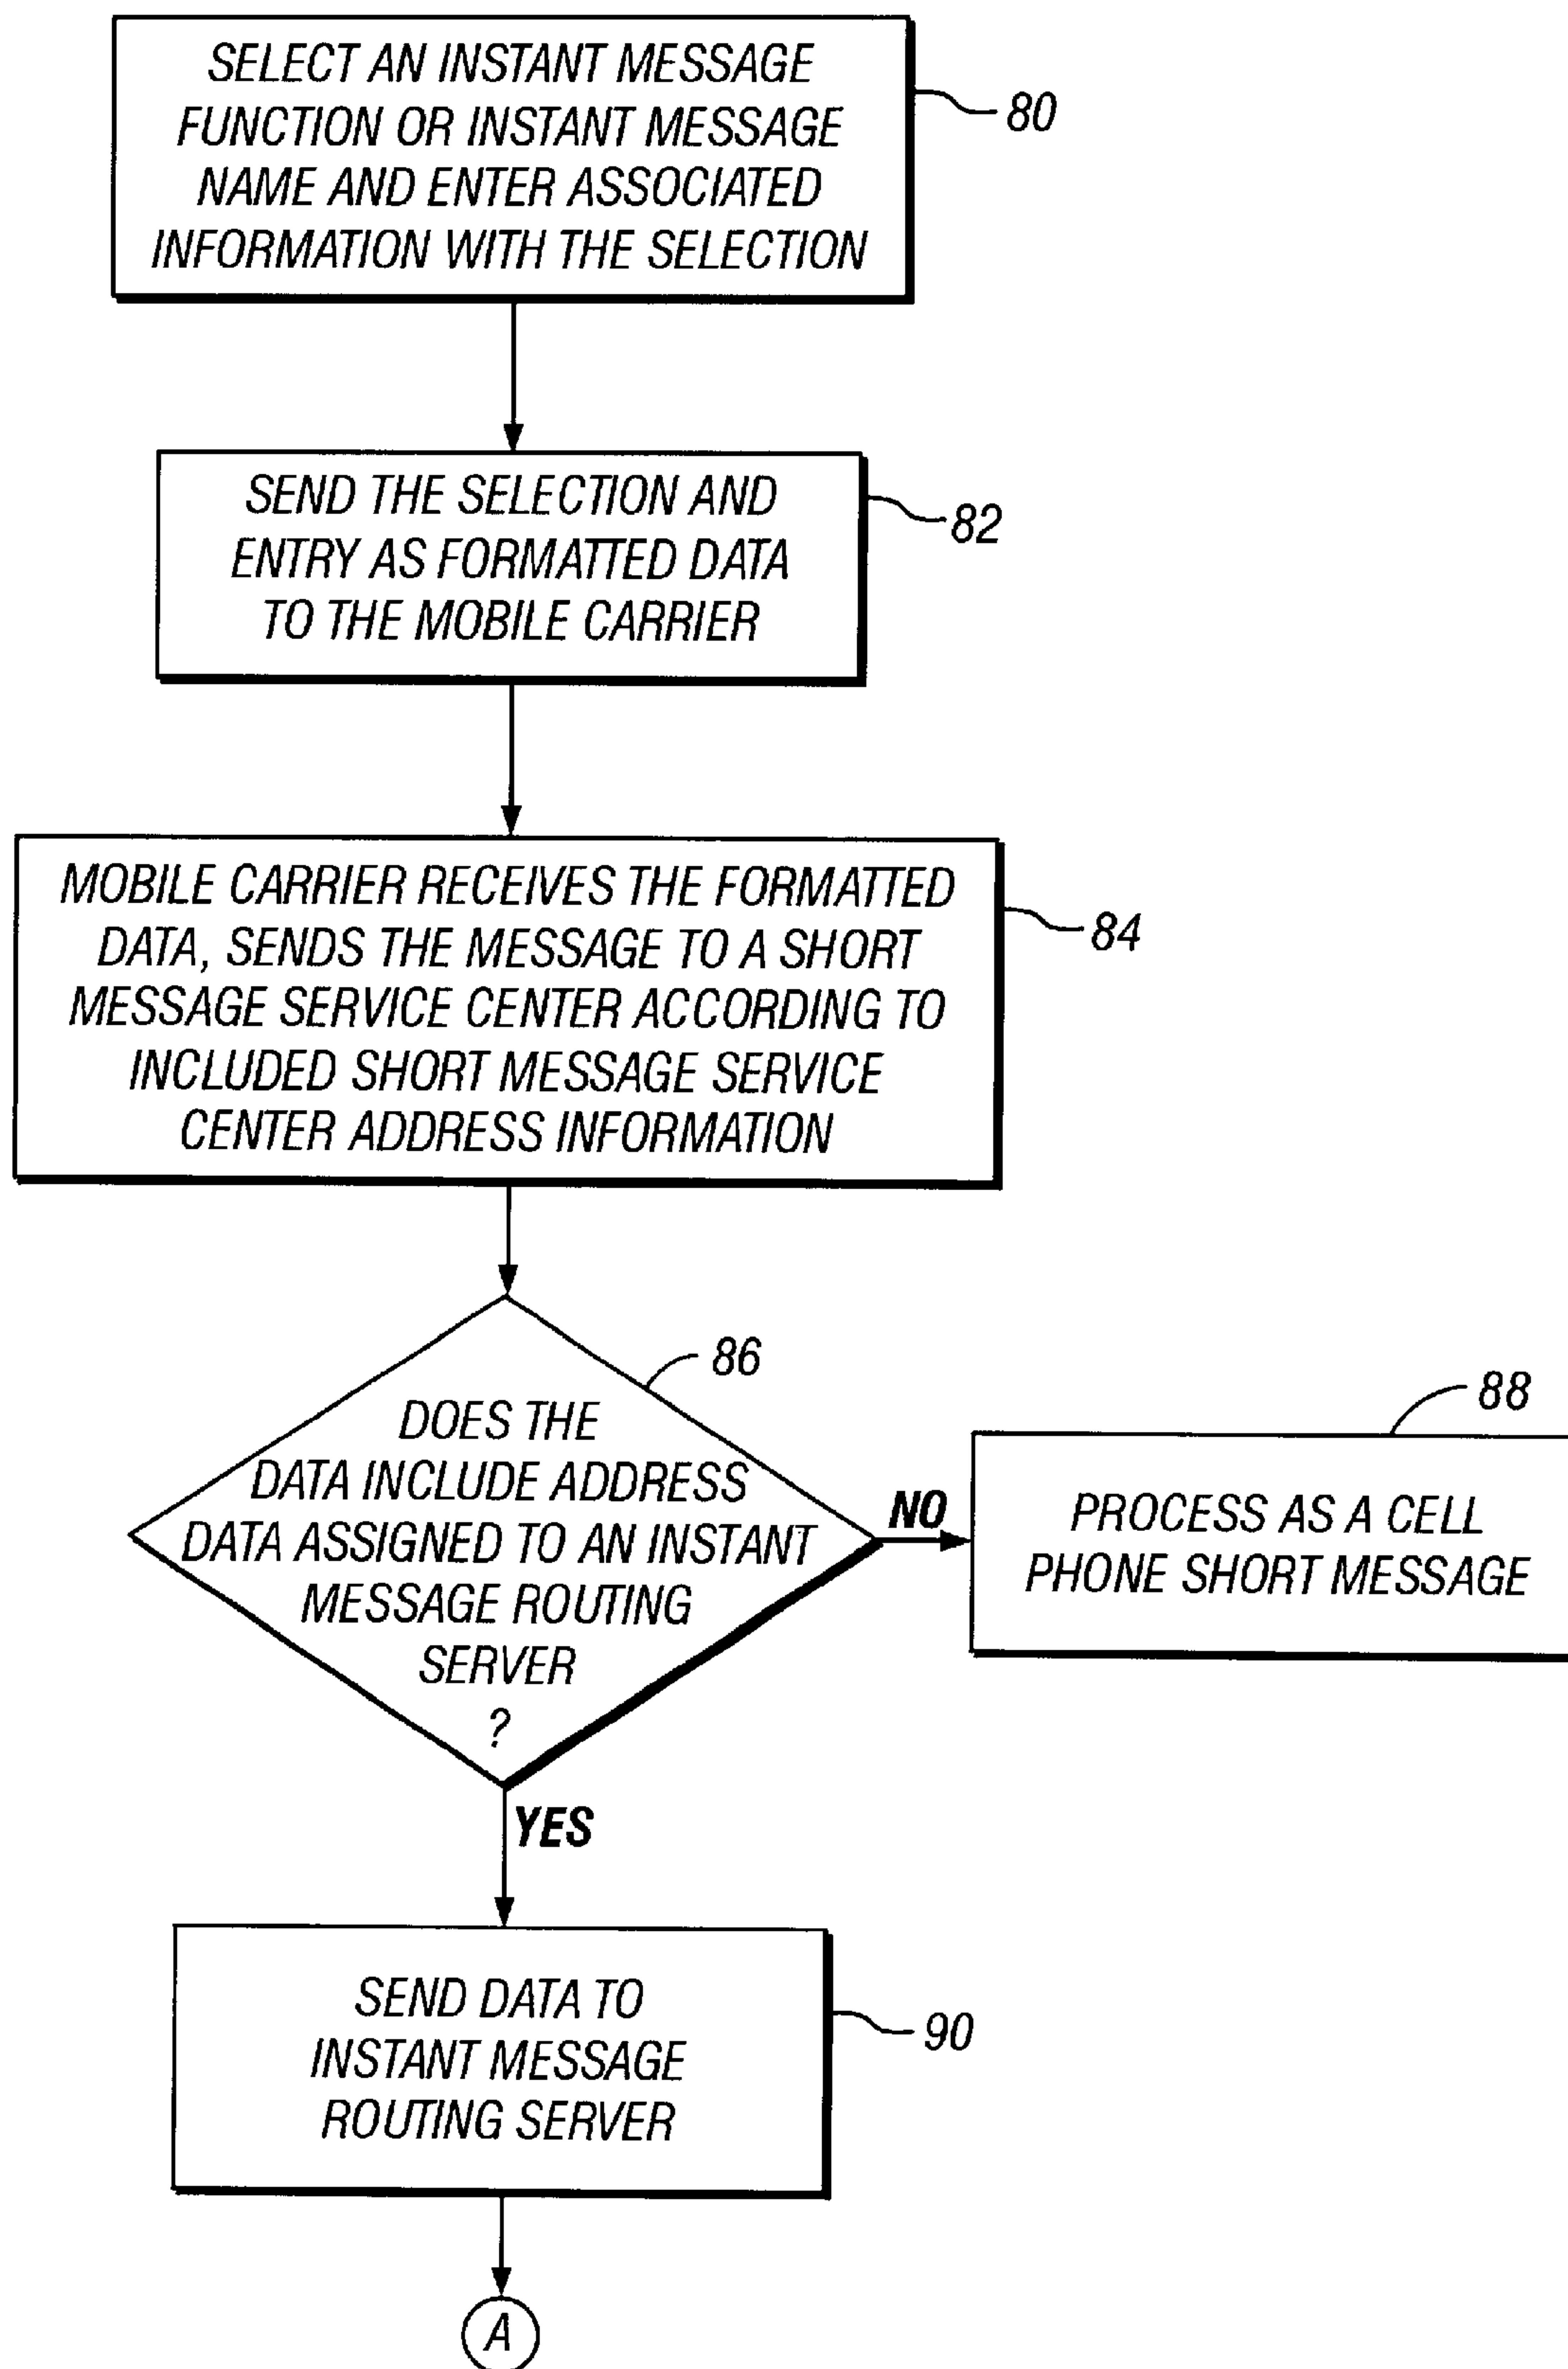 SELECT AN INSTANT MESSAGE
FUNCTION OR INSTANT MESSAGE
NAME AND ENTER ASSOCIATED
INFORMATION WITH THE SELECTION
80
SEND THE SELECTION AND
ENTRY AS FORMATTED DATA
TO THE MOBILE CARRIER
82
MOBILE CARRIER RECEIVES THE FORMATTED
DATA, SENDS THE MESSAGE TO A SHORT
MESSAGE SERVICE CENTER ACCORDING TO
INCLUDED SHORT MESSAGE SERVICE
CENTER ADDRESS INFORMATION
84
86
DOES THE
DATA INCLUDE ADDRESS
DATA ASSIGNED TO AN INSTANT
MESSAGE ROUTING
SERVER
?
NO
88
PROCESS AS A CELL
PHONE SHORT MESSAGE
YES
SEND DATA TO
INSTANT MESSAGE
ROUTING SERVER
90
A